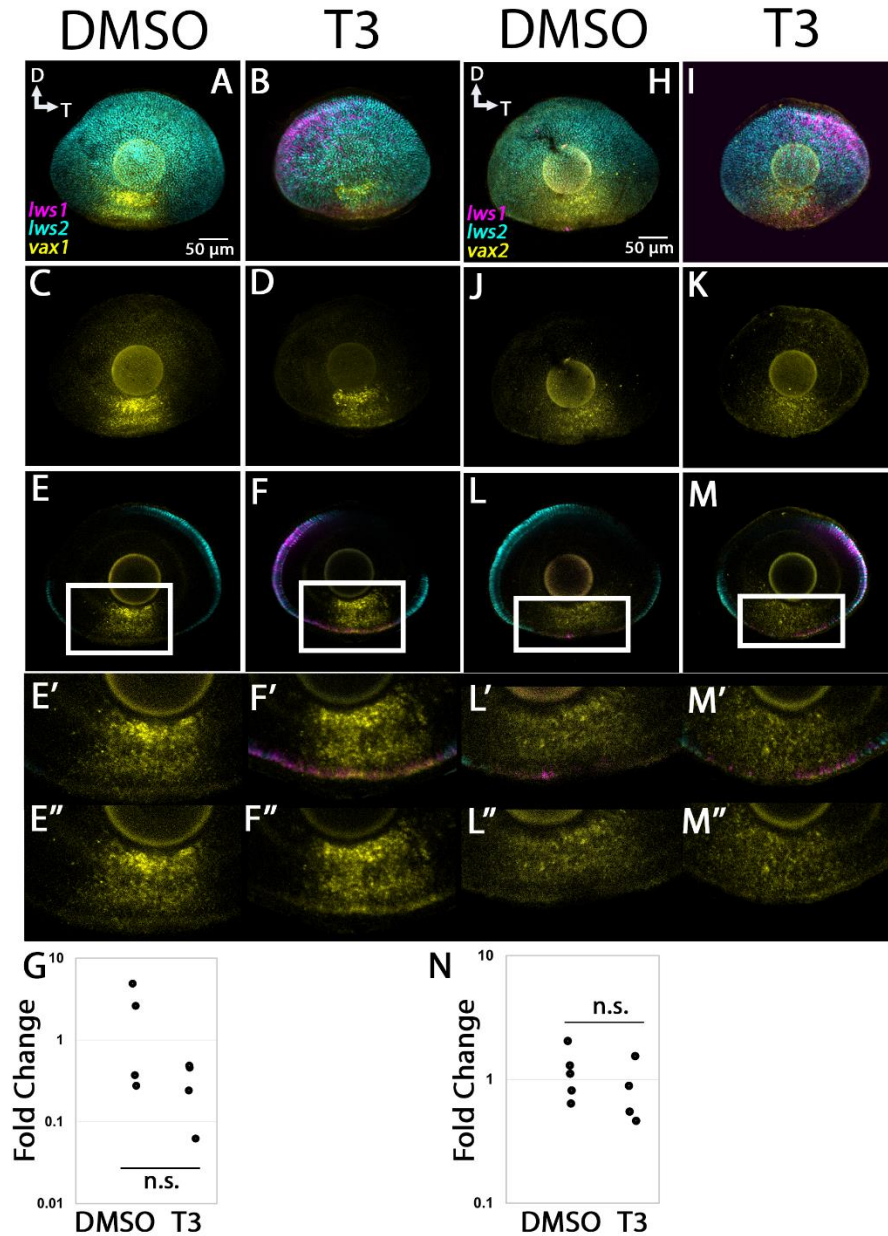 DMSO T3 DMSO T3
D A B D H I
T T
lws1 lws1
lws2 lws2
vax1 50 µm vax2 50 µm
C D J K
E F L M
E' F' L' M'
E" F" L" M"
G N
10 10
1 1
0.1 0.1
0.01
Fold Change Fold Change
n.s. n.s.
DMSO T3 DMSO T3